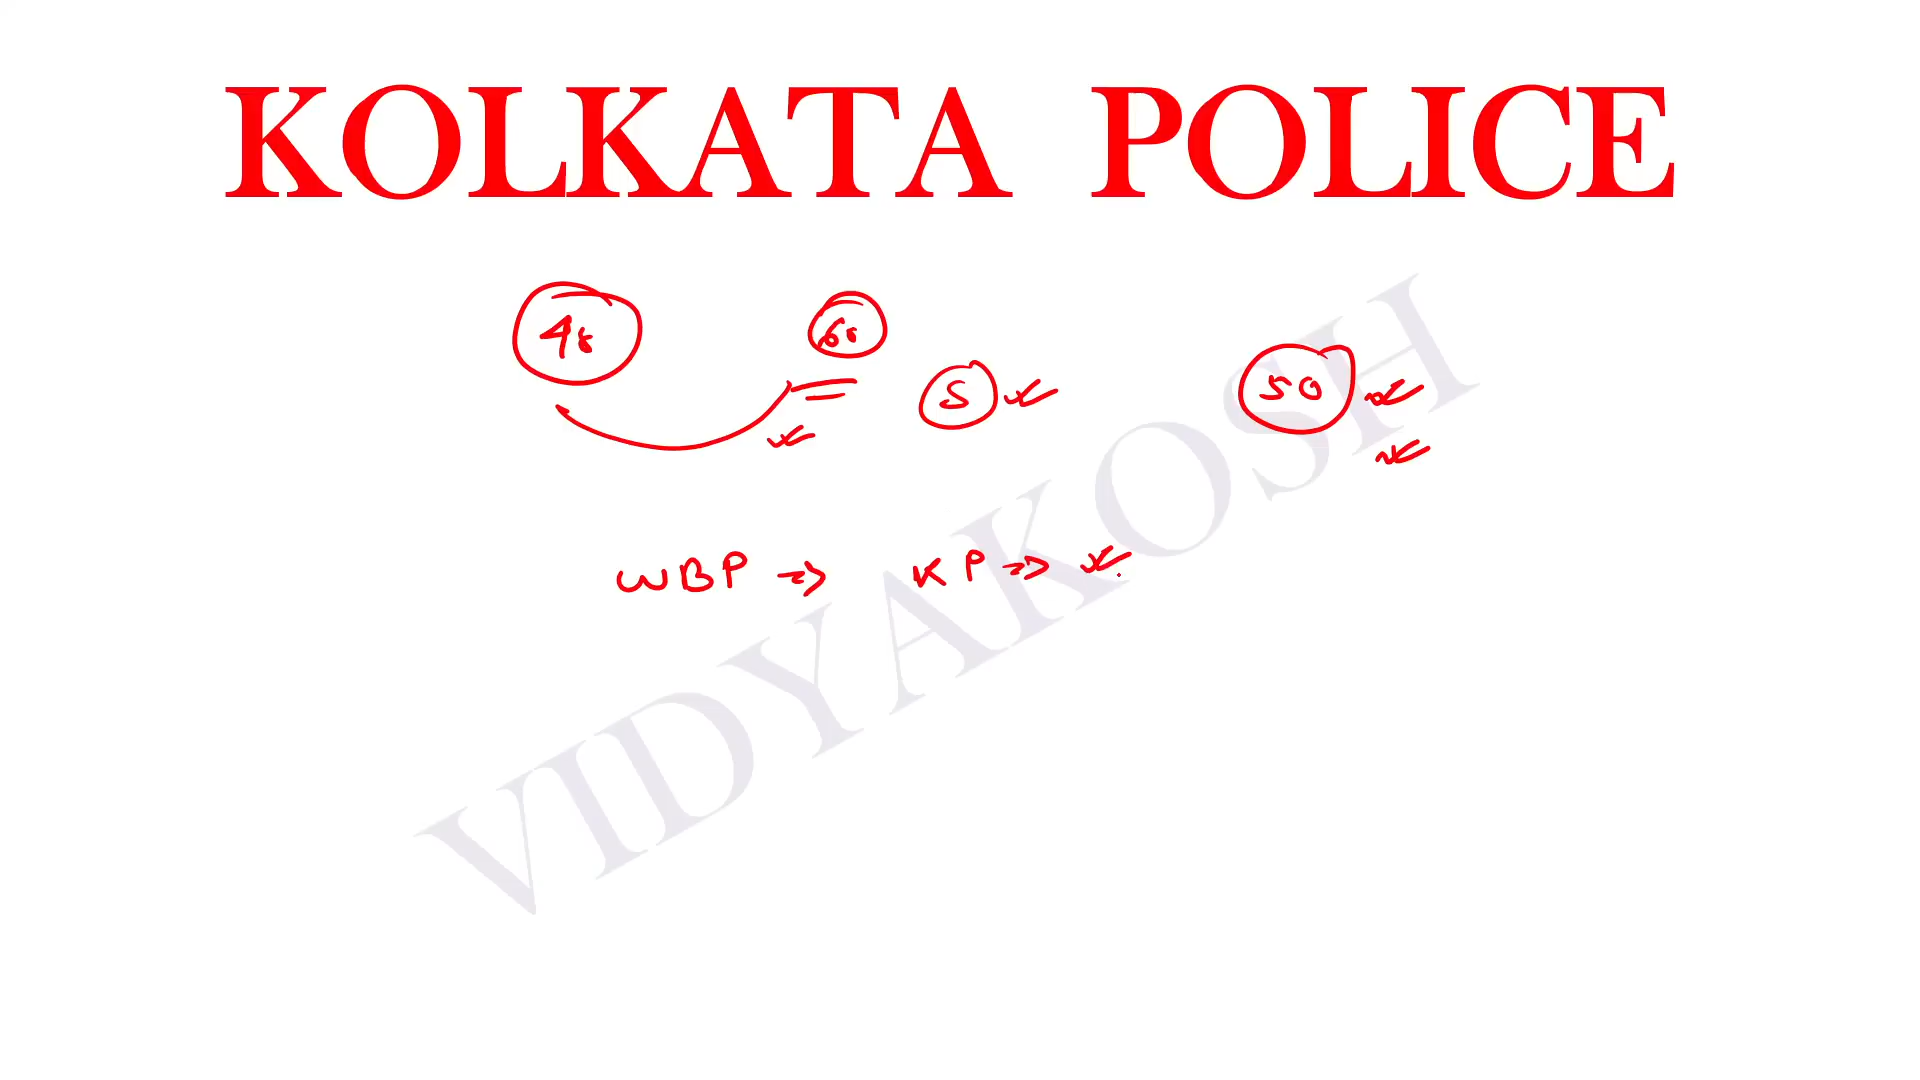 KOLKATA POLICE
48 60
5 50
WBP => KP =>
VIDYAKOSH